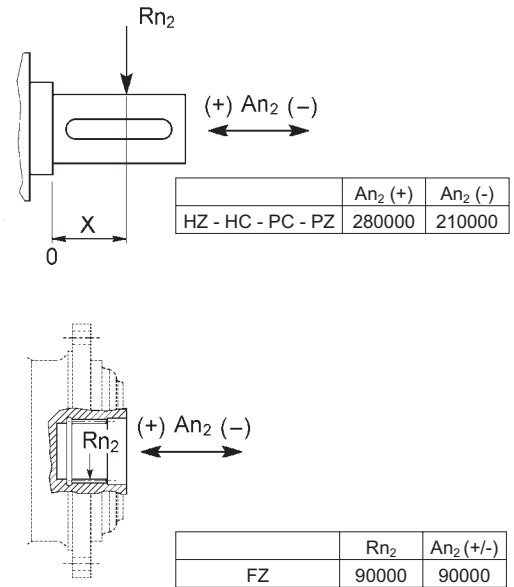 Rn2
(+) An2 (−)
X
0
An2 (+) An2 (-)
HZ - HC - PC - PZ 280000 210000
Rn2
(+) An2 (−)
Rn2 An2 (+/-)
FZ 90000 90000